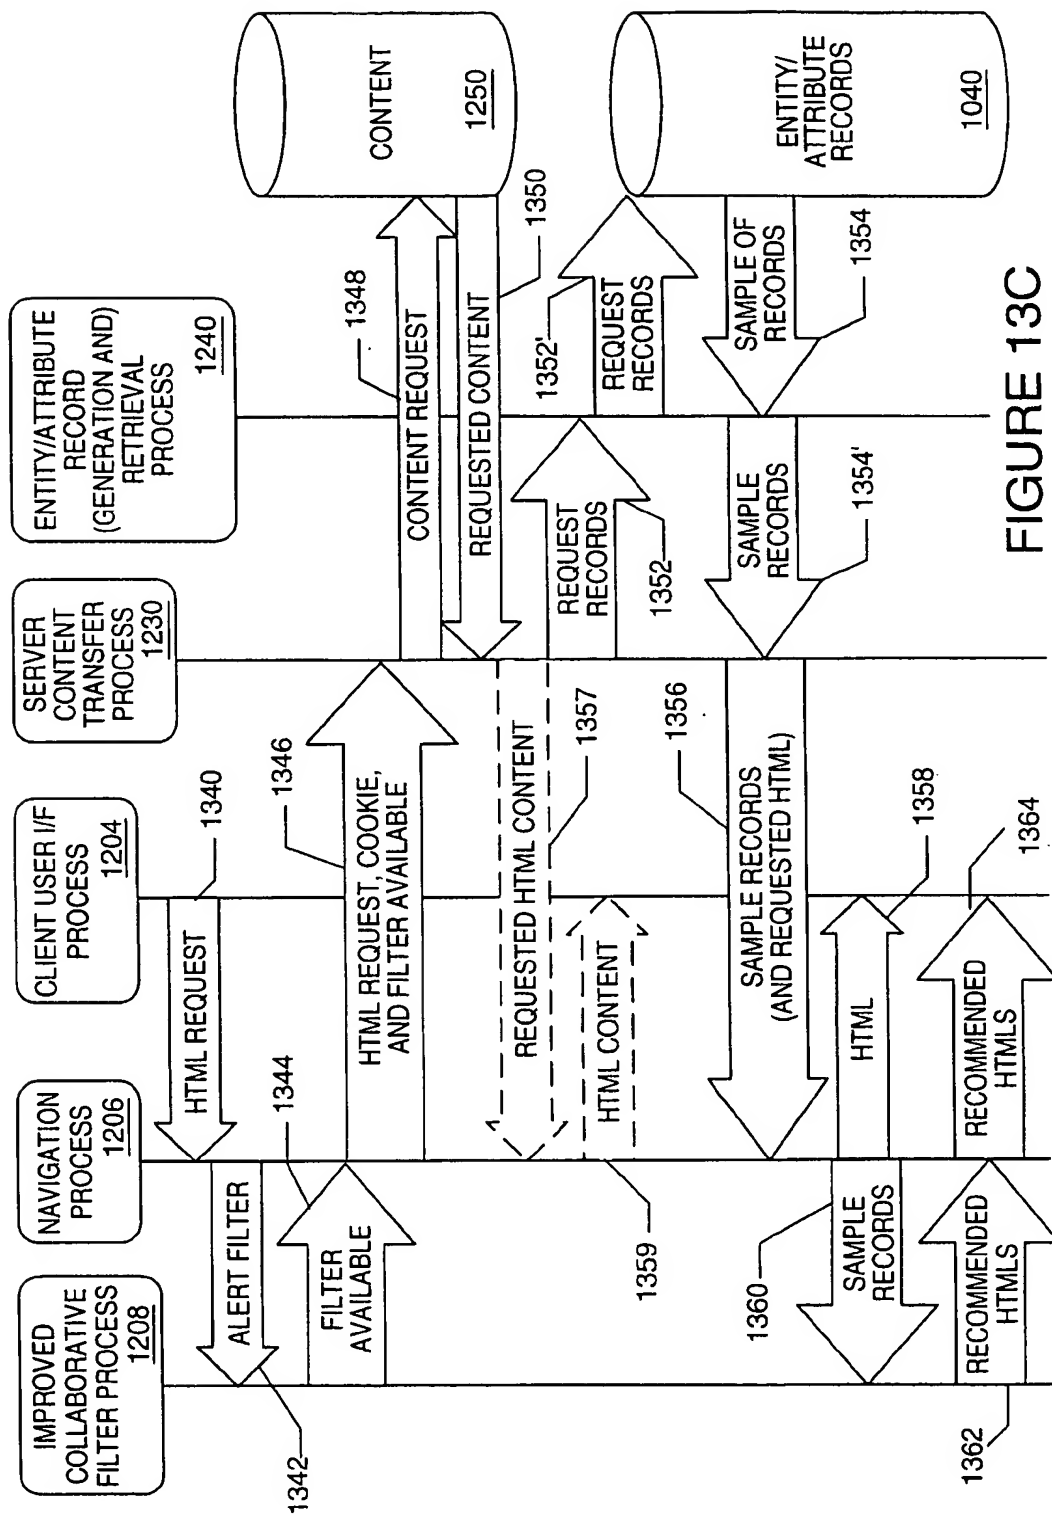 IMPROVED
COLLABORATIVE
FILTER PROCESS
1208
NAVIGATION
PROCESS
1206
CLIENT USER I/F
PROCESS
1204
SERVER
CONTENT
TRANSFER
PROCESS
1230
ENTITY/ATTRIBUTE
RECORD
(GENERATION AND)
RETRIEVAL
PROCESS
1240
CONTENT
1250
ENTITY/
ATTRIBUTE
RECORDS
1040
HTML REQUEST
1340
ALERT FILTER
1342
FILTER
AVAILABLE
1344
HTML REQUEST, COOKIE,
AND FILTER AVAILABLE
1346
CONTENT REQUEST
1348
REQUESTED CONTENT
1350
REQUESTED HTML CONTENT
1357
HTML CONTENT
1359
REQUEST
RECORDS
1352
REQUEST
RECORDS
1352'
SAMPLE OF
RECORDS
1354
SAMPLE
RECORDS
1354'
SAMPLE RECORDS
(AND REQUESTED HTML)
1356
HTML
1358
SAMPLE
RECORDS
1360
RECOMMENDED
HTMLS
1362
RECOMMENDED
HTMLS
1364
FIGURE 13C